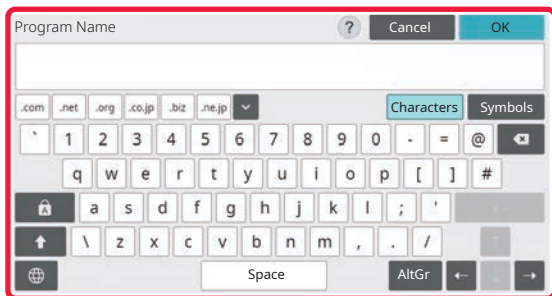 Program Name ? Cancel OK
.com .net .org .co.jp .biz .ne.jp Characters Symbols
` 1 2 3 4 5 6 7 8 9 0 - = @
q w e r t y u i o p [ ] #
A a s d f g h j k l ; '
\ z x c v b n m , . /
Space AltGr ← ↓ →